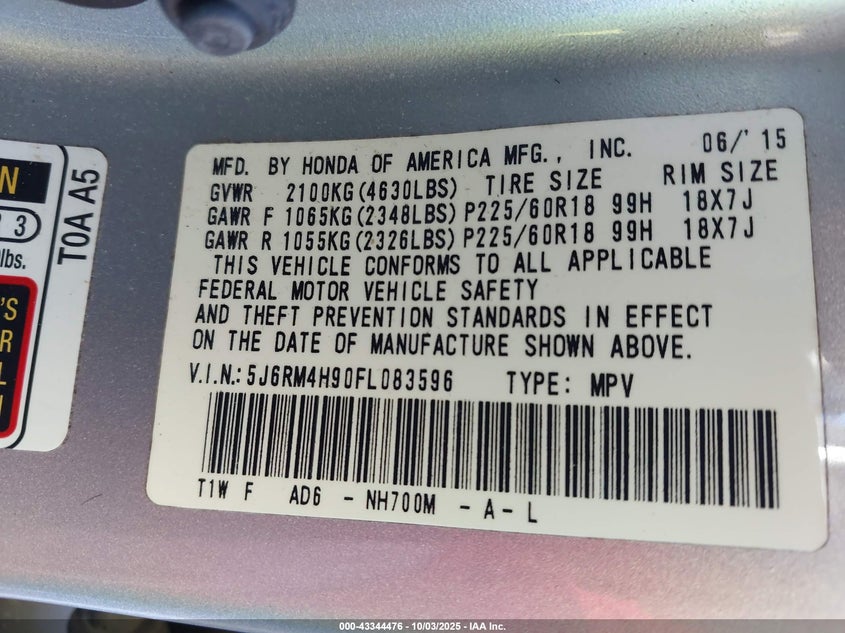 N
2 3
lbs.
'S
R
L
T0A A5
MFD. BY HONDA OF AMERICA MFG., INC. 06/'15
GVWR 2100KG(4630LBS) TIRE SIZE RIM SIZE
GAWR F 1065KG(2348LBS) P225/60R18 99H 18X7J
GAWR R 1055KG(2326LBS) P225/60R18 99H 18X7J
THIS VEHICLE CONFORMS TO ALL APPLICABLE
FEDERAL MOTOR VEHICLE SAFETY
AND THEFT PREVENTION STANDARDS IN EFFECT
ON THE DATE OF MANUFACTURE SHOWN ABOVE.
V.I.N.: 5J6RM4H90FL083596 TYPE: MPV
T1W F AD6 - NH700M - A - L
000-43344476 | 10/03/2025 - IAA Inc.